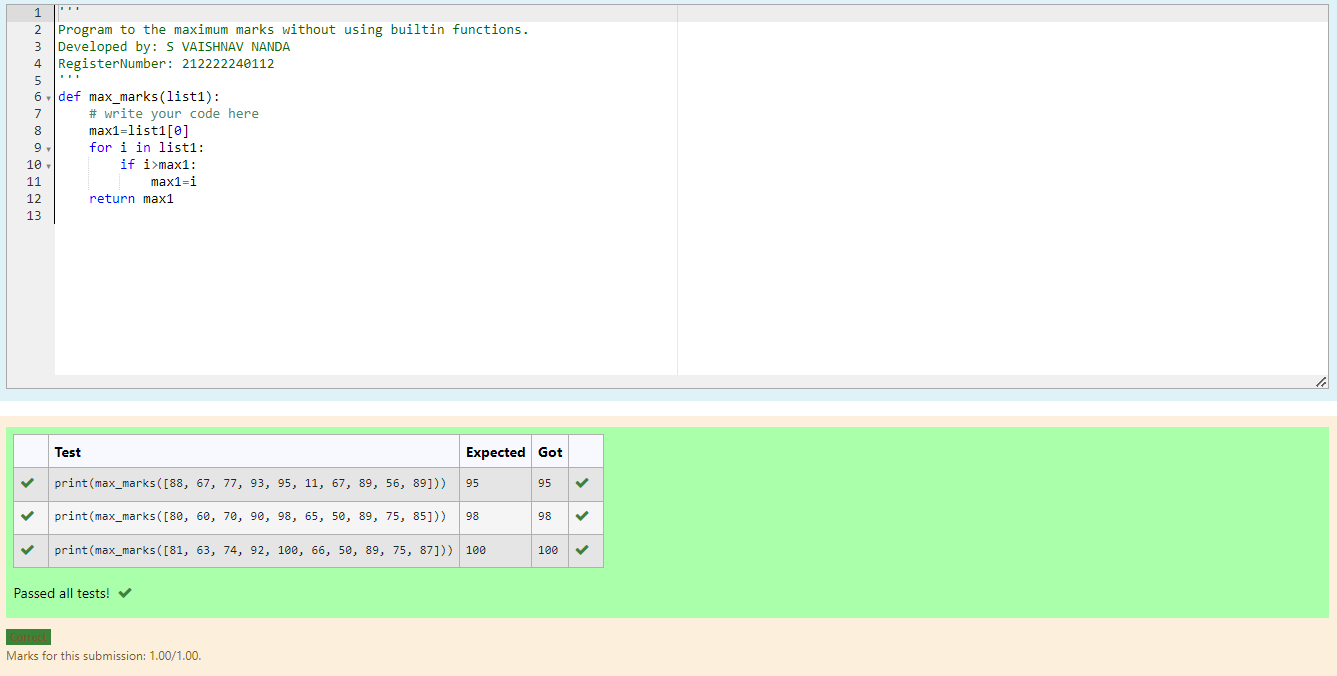 1 '''
2 Program to the maximum marks without using builtin functions.
3 Developed by: S VAISHNAV NANDA
4 RegisterNumber: 212222240112
5 '''
6 def max_marks(list1):
7     # write your code here
8     max1=list1[0]
9     for i in list1:
10         if i>max1:
11             max1=i
12     return max1
13
Test Expected Got
print(max_marks([88, 67, 77, 93, 95, 11, 67, 89, 56, 89])) 95 95
print(max_marks([80, 60, 70, 90, 98, 65, 50, 89, 75, 85])) 98 98
print(max_marks([81, 63, 74, 92, 100, 66, 50, 89, 75, 87])) 100 100
Passed all tests!
Correct
Marks for this submission: 1.00/1.00.